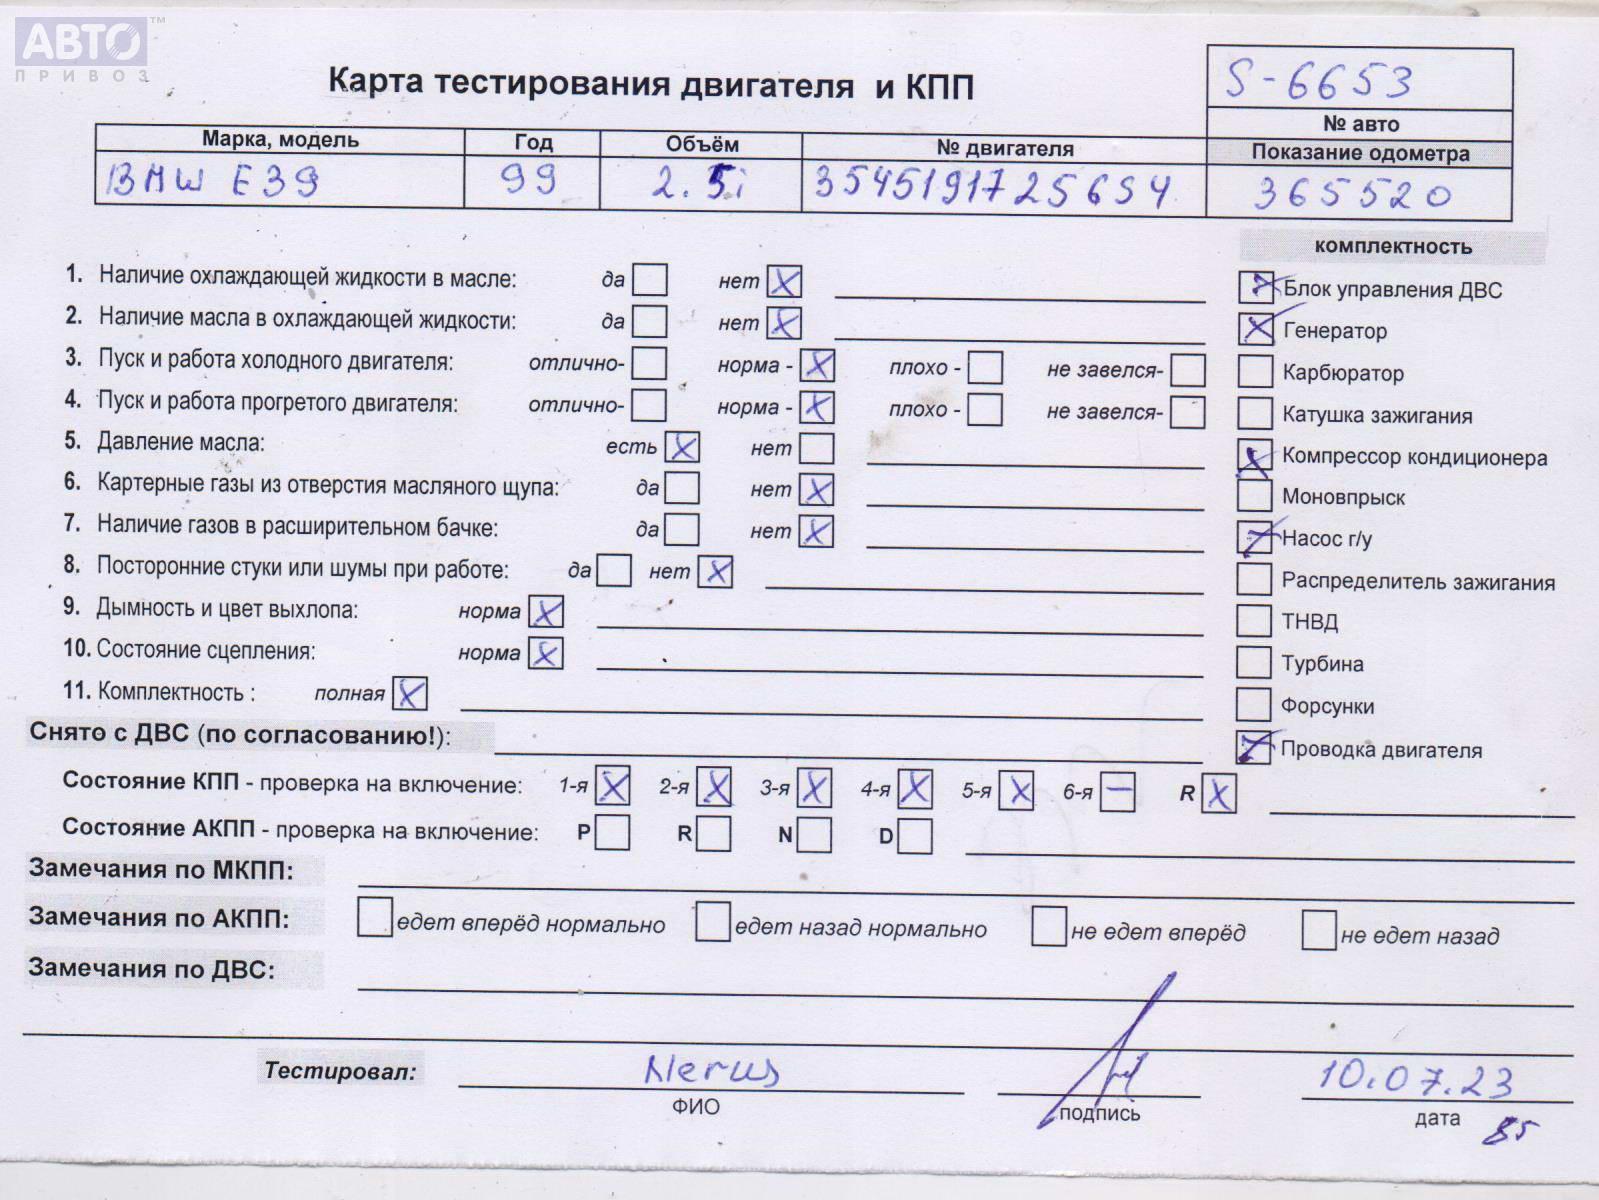 АВТО™
ПРИВОЗ
Карта тестирования двигателя и КПП
S-6653
№ авто
Марка, модель Год Объём № двигателя Показание одометра
BMW E39 99 2.5i 35451917256S4 365520
комплектность
1. Наличие охлаждающей жидкости в масле: да нет X
2. Наличие масла в охлаждающей жидкости: да нет X
3. Пуск и работа холодного двигателя: отлично- норма - X плохо - не завелся-
4. Пуск и работа прогретого двигателя: отлично- норма - X плохо - не завелся-
5. Давление масла: есть X нет
6. Картерные газы из отверстия масляного щупа: да нет X
7. Наличие газов в расширительном бачке: да нет X
8. Посторонние стуки или шумы при работе: да нет X
9. Дымность и цвет выхлопа: норма X
10. Состояние сцепления: норма X
11. Комплектность : полная X
X Блок управления ДВС
X Генератор
Карбюратор
Катушка зажигания
X Компрессор кондиционера
Моновпрыск
X Насос г/у
Распределитель зажигания
ТНВД
Турбина
Форсунки
X Проводка двигателя
Снято с ДВС (по согласованию!):
Состояние КПП - проверка на включение: 1-я X 2-я X 3-я X 4-я X 5-я X 6-я – R X
Состояние АКПП - проверка на включение: P R N D
Замечания по МКПП:
Замечания по АКПП: едет вперёд нормально едет назад нормально не едет вперёд не едет назад
Замечания по ДВС:
Тестировал: Nerus 10.07.23
ФИО подпись дата
85